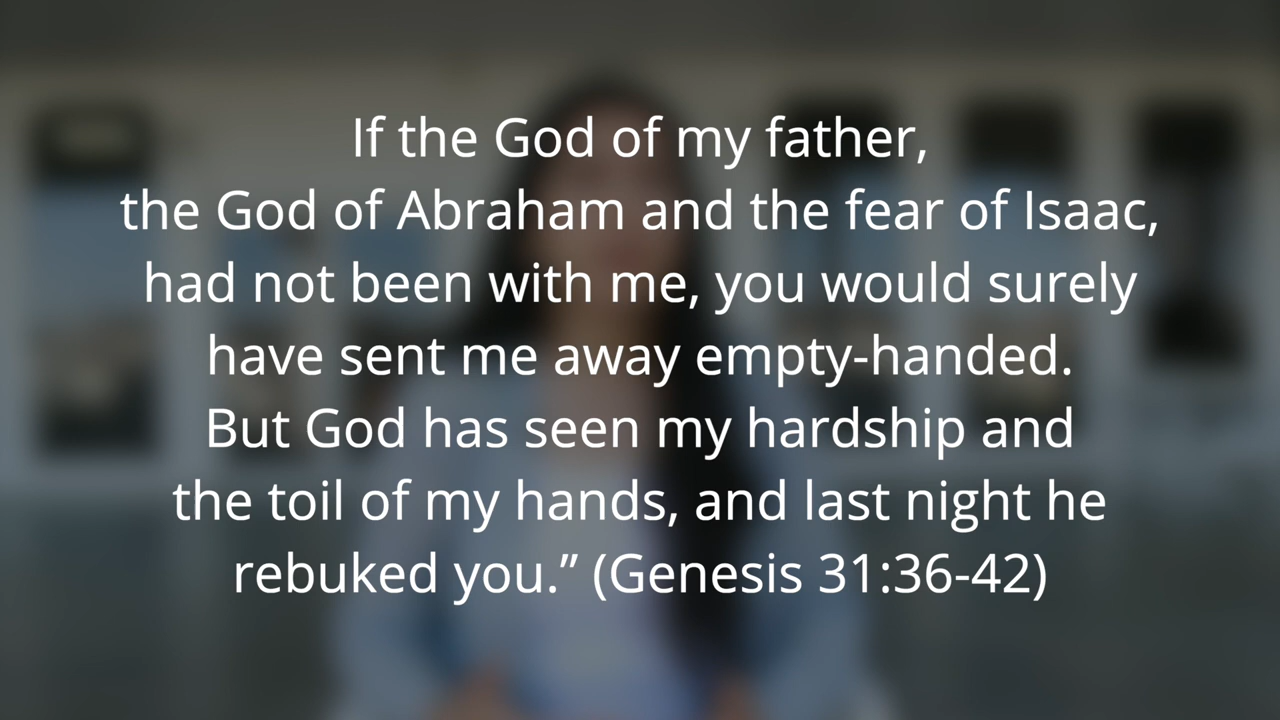 If the God of my father,
the God of Abraham and the fear of Isaac,
had not been with me, you would surely
have sent me away empty-handed.
But God has seen my hardship and
the toil of my hands, and last night he
rebuked you.” (Genesis 31:36-42)